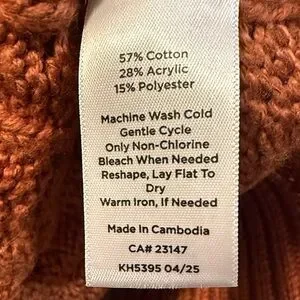 57% Cotton
28% Acrylic
15% Polyester
Machine Wash Cold
Gentle Cycle
Only Non-Chlorine
Bleach When Needed
Reshape, Lay Flat To
Dry
Warm Iron, If Needed
Made In Cambodia
CA# 23147
KH5395 04/25